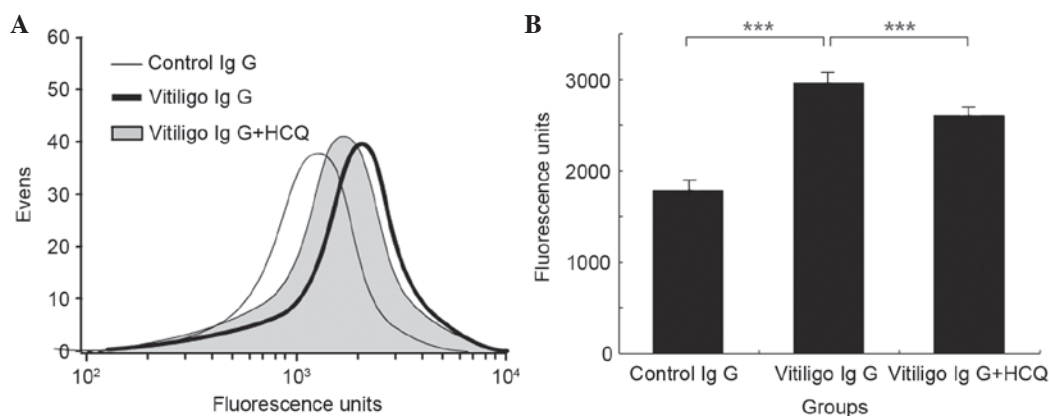 A
60
50
40
30
20
10
0
Evens
Control Ig G
Vitiligo Ig G
Vitiligo Ig G+HCQ
10² 10³ 10⁴
Fluorescence units
B
*** ***
3000
2000
1000
0
Fluorescence units
Control Ig G Vitiligo Ig G Vitiligo Ig G+HCQ
Groups